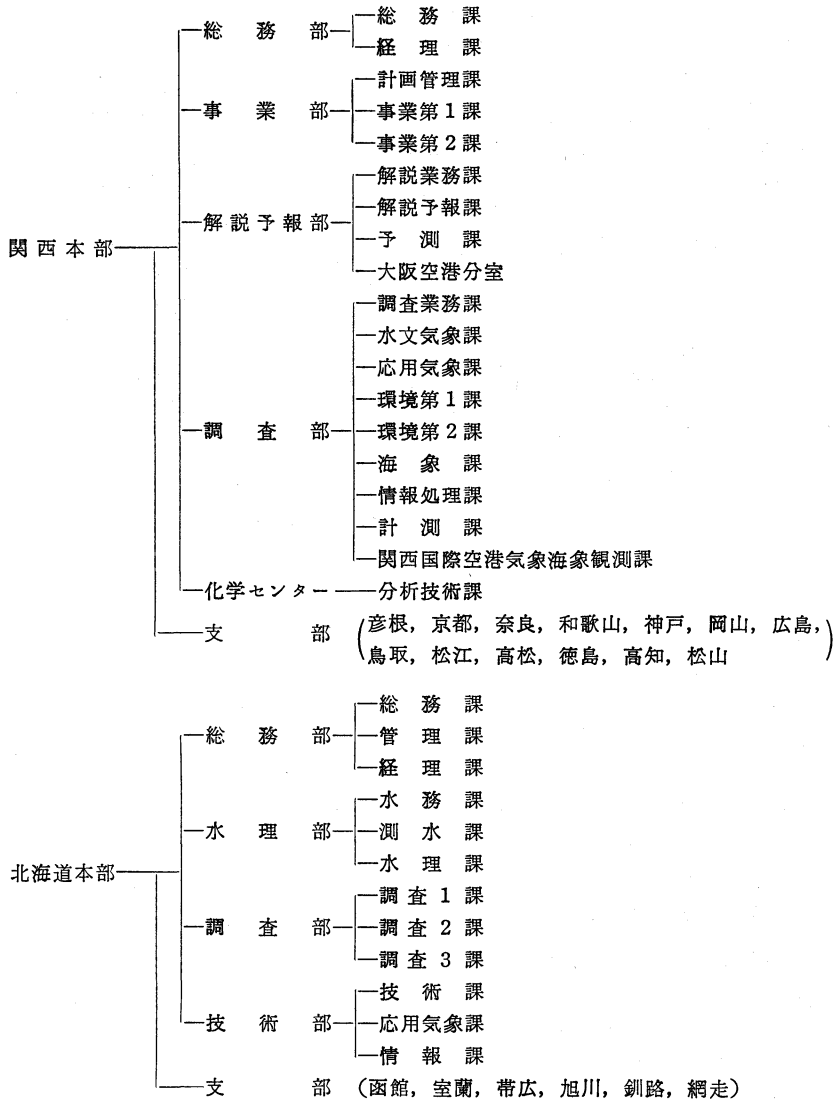 総務部
総務課
経理課
事業部
計画管理課
事業第1課
事業第2課
解説予報部
解説業務課
解説予報課
予測課
大阪空港分室
関西本部
調査部
調査業務課
水文気象課
応用気象課
環境第1課
環境第2課
海象課
情報処理課
計測課
関西国際空港気象海象観測課
化学センター
分析技術課
支部
(彦根, 京都, 奈良, 和歌山, 神戸, 岡山, 広島,
鳥取, 松江, 高松, 徳島, 高知, 松山)
北海道本部
総務部
総務課
管理課
経理課
水理部
水務課
測水課
水理課
調査部
調査1課
調査2課
調査3課
技術部
技術課
応用気象課
情報課
支部
(函館, 室蘭, 帯広, 旭川, 釧路, 網走)